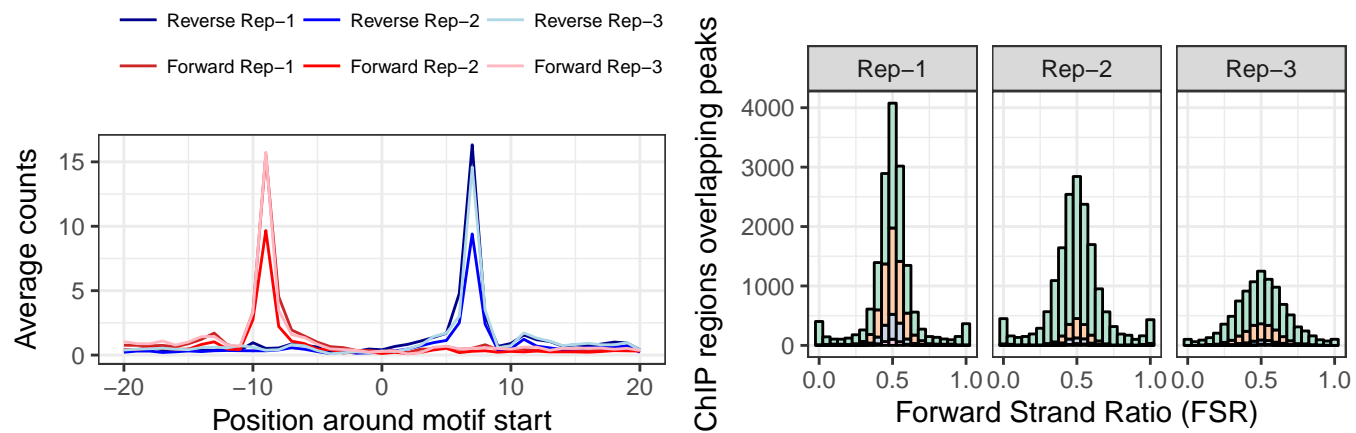 Reverse Rep−1 Reverse Rep−2 Reverse Rep−3
Forward Rep−1 Forward Rep−2 Forward Rep−3
Average counts
15
10
5
0
−20 −10 0 10 20
Position around motif start
ChIP regions overlapping peaks
Rep−1 Rep−2 Rep−3
4000
3000
2000
1000
0
0.0 0.5 1.0 0.0 0.5 1.0 0.0 0.5 1.0
Forward Strand Ratio (FSR)